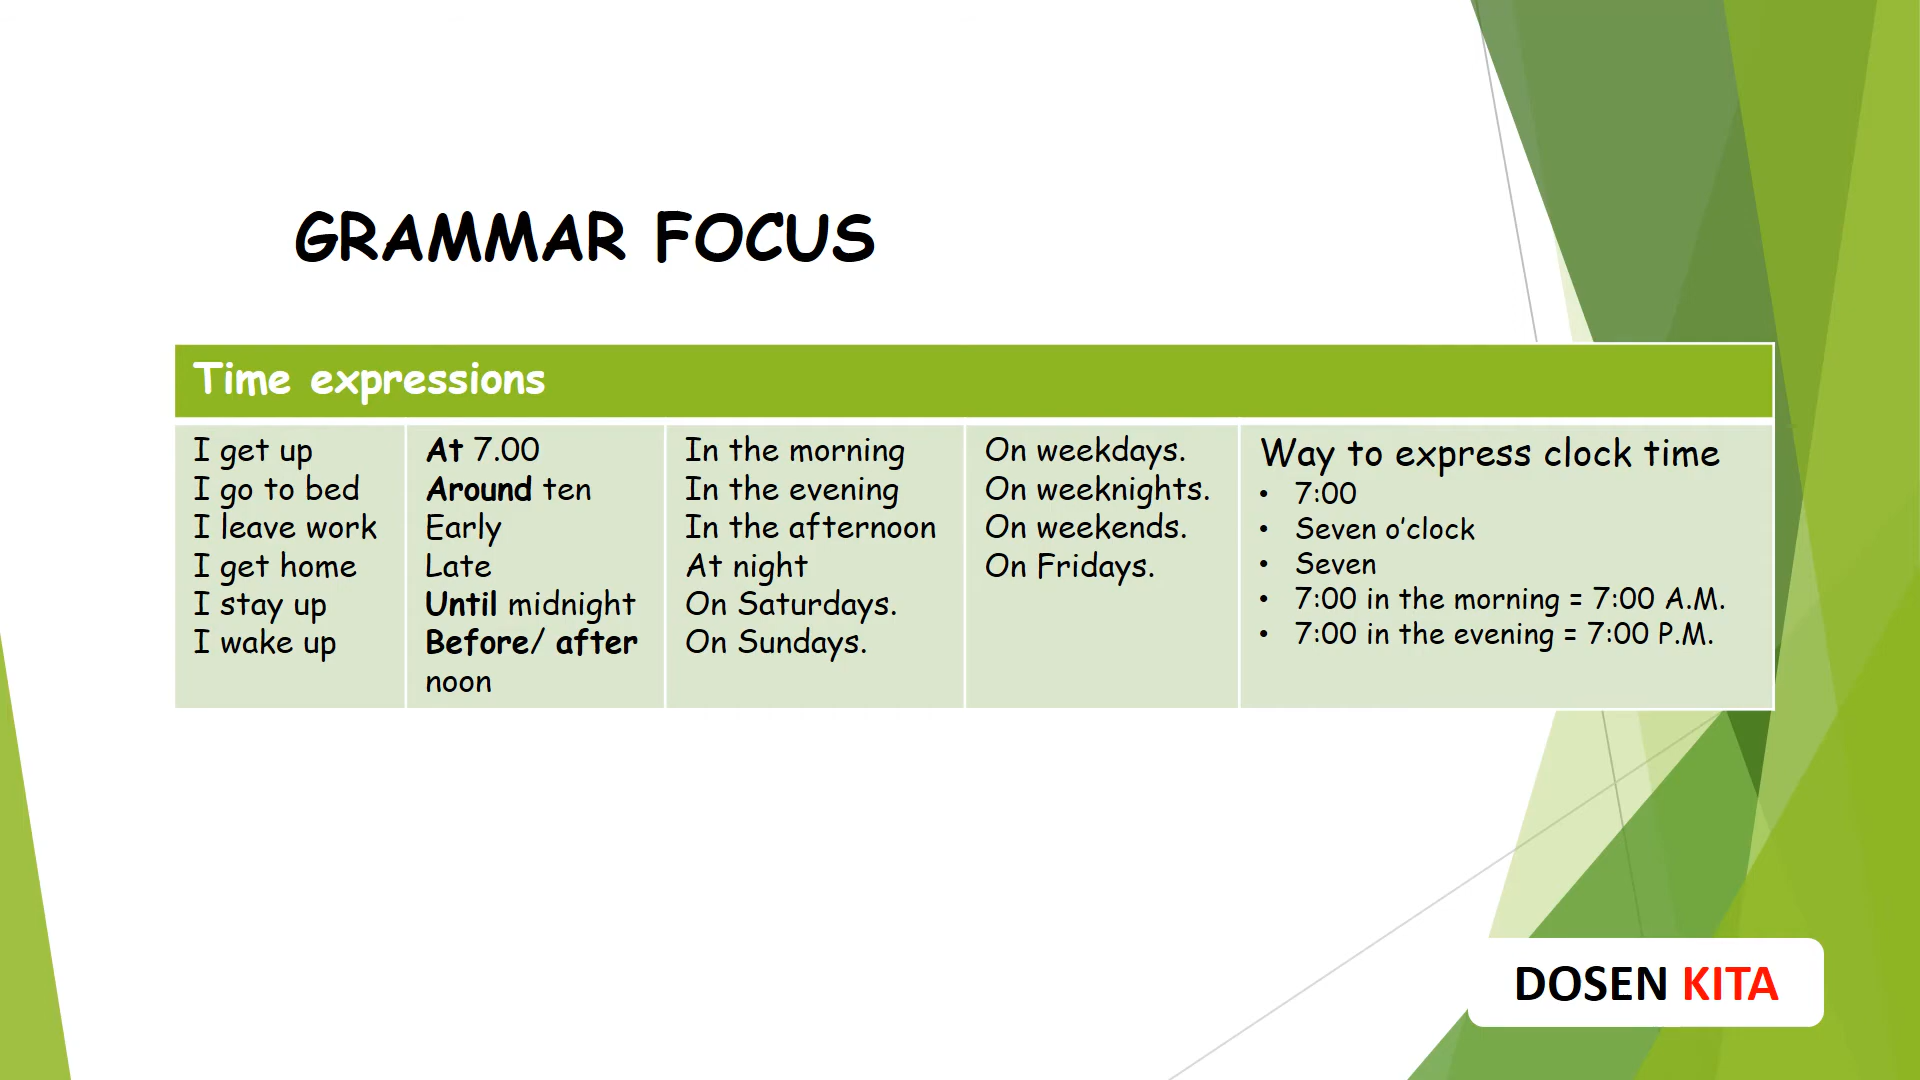 GRAMMAR FOCUS
Time expressions
I get up
I go to bed
I leave work
I get home
I stay up
I wake up
At 7.00
Around ten
Early
Late
Until midnight
Before/ after
noon
In the morning
In the evening
In the afternoon
At night
On Saturdays.
On Sundays.
On weekdays.
On weeknights.
On weekends.
On Fridays.
Way to express clock time
• 7:00
• Seven o’clock
• Seven
• 7:00 in the morning = 7:00 A.M.
• 7:00 in the evening = 7:00 P.M.
DOSEN KITA